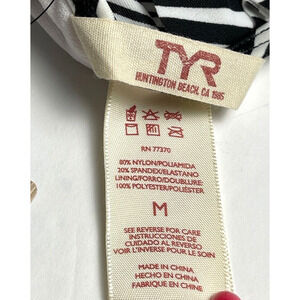 TYR
HUNTINGTON BEACH, CA 1985
RN 77370
80% NYLON/POLIAMIDA
20% SPANDEX/ELASTANO
LINING/FORRO/DOUBLURE:
100% POLYESTER/POLIÉSTER
M
SEE REVERSE FOR CARE
INSTRUCCIONES DE
CUIDADO AL REVERSO
VOIR L'INVERSE POUR LE SOIN
MADE IN CHINA
HECHO EN CHINA
FABRIQUE EN CHINE